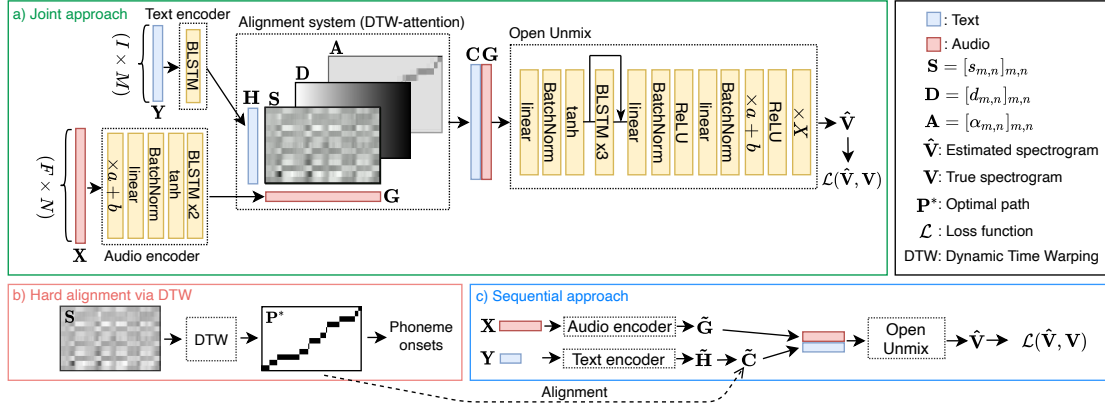 a) Joint approach
Text encoder
(I × M)
Y
BLSTM
(F × N)
X
×a + b
linear
BatchNorm
tanh
BLSTM x2
Audio encoder
Alignment system (DTW-attention)
A
D
S
H
G
C G
Open Unmix
linear
BatchNorm
tanh
BLSTM x3
linear
BatchNorm
ReLU
linear
BatchNorm
×a + b
ReLU
×X
V̂
ℒ(V̂, V)
: Text
: Audio
S = [s_{m,n}]_{m,n}
D = [d_{m,n}]_{m,n}
A = [α_{m,n}]_{m,n}
V̂: Estimated spectrogram
V: True spectrogram
P*: Optimal path
ℒ : Loss function
DTW: Dynamic Time Warping
b) Hard alignment via DTW
S
DTW
P*
Phoneme
onsets
c) Sequential approach
X
Audio encoder
G̃
Y
Text encoder
H̃
C̃
Open
Unmix
V̂
ℒ(V̂, V)
Alignment